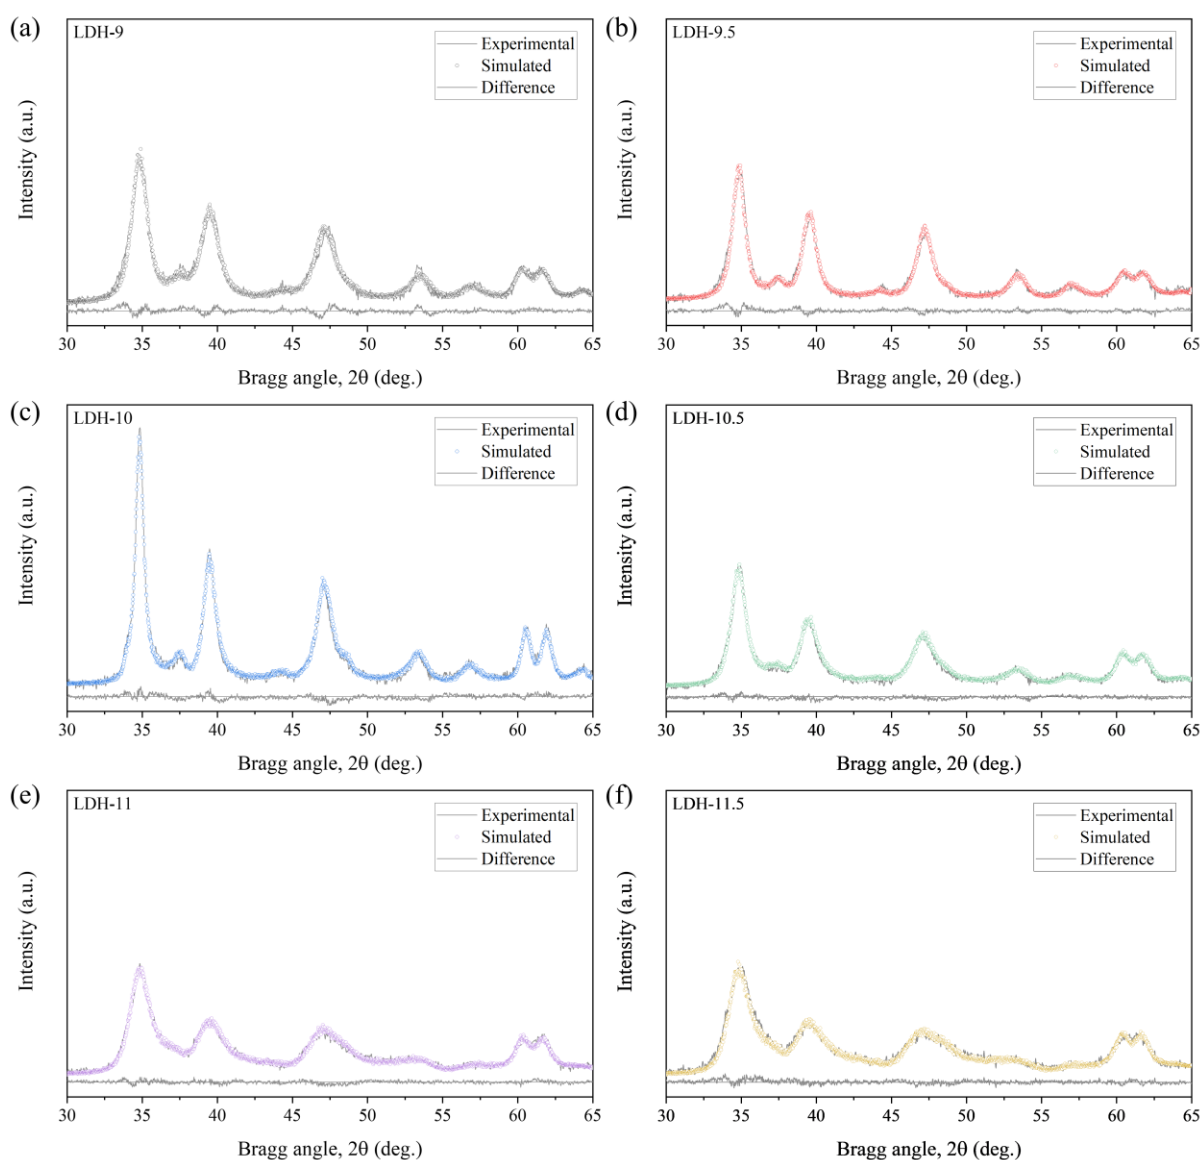 (a)
LDH-9
Experimental
Simulated
Difference
Intensity (a.u.)
30 35 40 45 50 55 60 65
Bragg angle, 2θ (deg.)
(b)
LDH-9.5
Experimental
Simulated
Difference
Intensity (a.u.)
30 35 40 45 50 55 60 65
Bragg angle, 2θ (deg.)
(c)
LDH-10
Experimental
Simulated
Difference
Intensity (a.u.)
30 35 40 45 50 55 60 65
Bragg angle, 2θ (deg.)
(d)
LDH-10.5
Experimental
Simulated
Difference
Intensity (a.u.)
30 35 40 45 50 55 60 65
Bragg angle, 2θ (deg.)
(e)
LDH-11
Experimental
Simulated
Difference
Intensity (a.u.)
30 35 40 45 50 55 60 65
Bragg angle, 2θ (deg.)
(f)
LDH-11.5
Experimental
Simulated
Difference
Intensity (a.u.)
30 35 40 45 50 55 60 65
Bragg angle, 2θ (deg.)